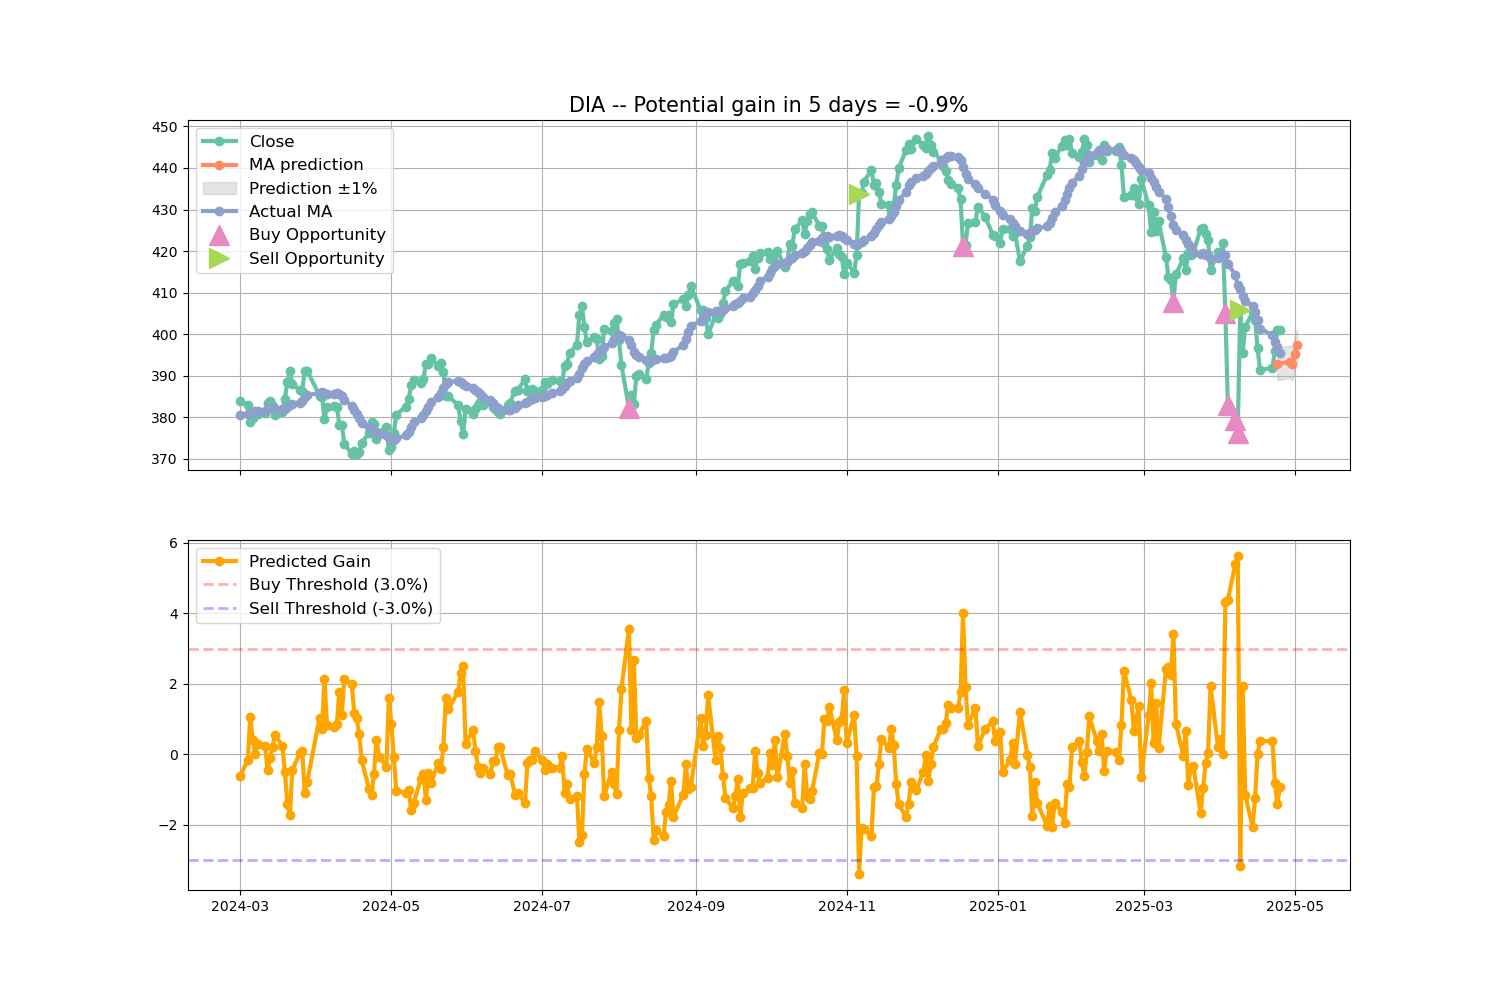 DIA -- Potential gain in 5 days = -0.9%
450
440
430
420
410
400
390
380
370
Close
MA prediction
Prediction ±1%
Actual MA
Buy Opportunity
Sell Opportunity
6
4
2
0
−2
Predicted Gain
Buy Threshold (3.0%)
Sell Threshold (-3.0%)
2024-03
2024-05
2024-07
2024-09
2024-11
2025-01
2025-03
2025-05